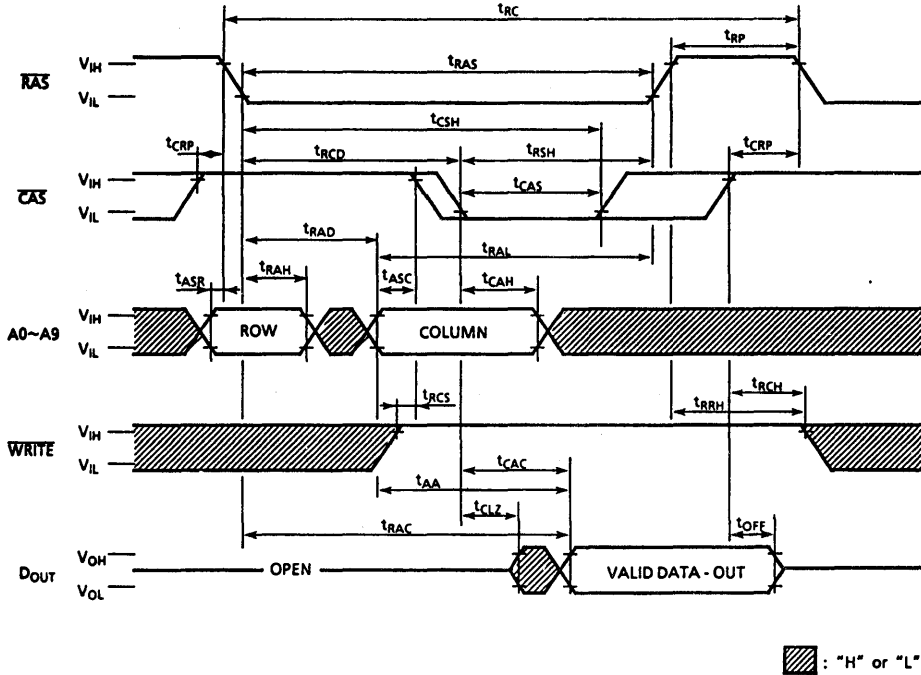 tRC
tRP
RAS
VIH
VIL
tRAS
tCSH
tCRP
tRCD
tRSH
tCRP
CAS
VIH
VIL
tCAS
tRAD
tRAL
tASR
tRAH
tASC
tCAH
A0~A9
VIH
VIL
ROW
COLUMN
tRCS
tRCH
tRRH
WRITE
VIH
VIL
tCAC
tAA
tCLZ
tRAC
tOFF
DOUT
VOH
VOL
OPEN
VALID DATA - OUT
: "H" or "L"